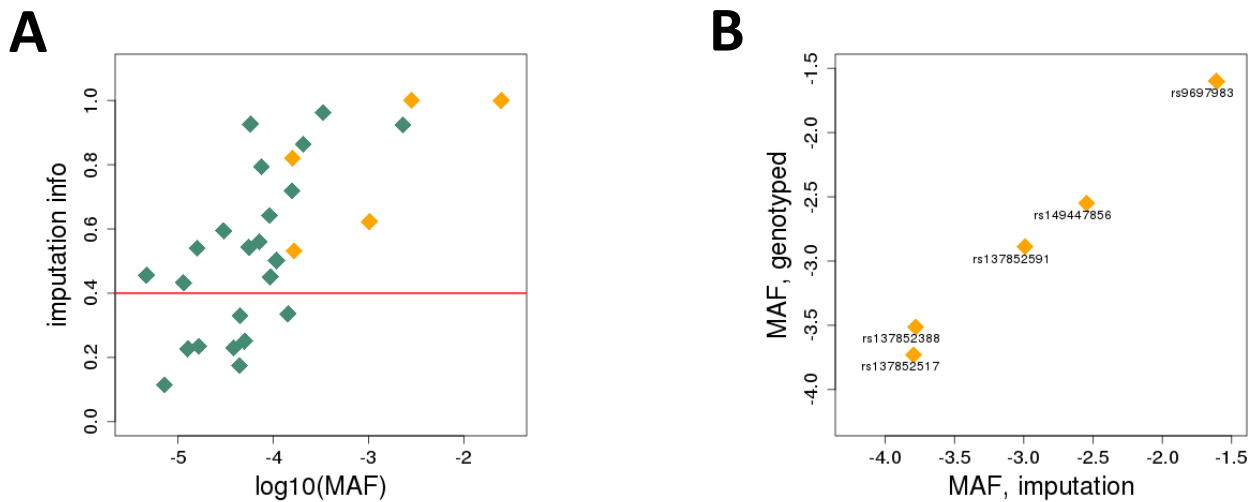 A
imputation info
1.0
0.8
0.6
0.4
0.2
0.0
-5
-4
-3
-2
log10(MAF)
B
MAF, genotyped
-1.5
-2.0
-2.5
-3.0
-3.5
-4.0
rs9697983
rs149447856
rs137852591
rs137852388
rs137852517
-4.0
-3.5
-3.0
-2.5
-2.0
-1.5
MAF, imputation